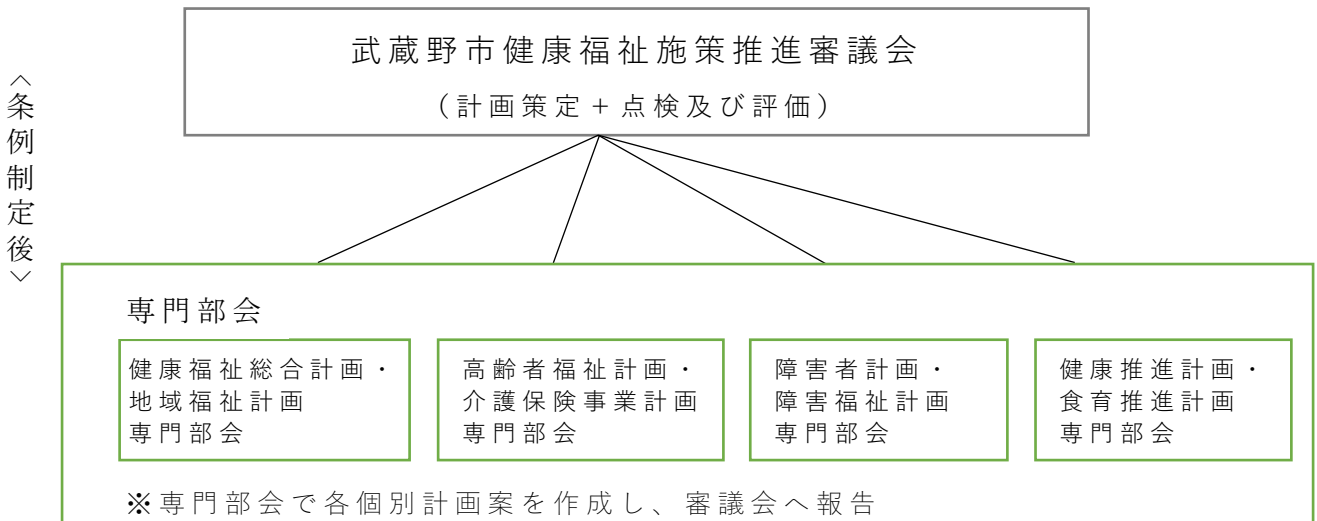 〈条例制定後〉
武蔵野市健康福祉施策推進審議会
（計画策定＋点検及び評価）
専門部会
健康福祉総合計画・
地域福祉計画
専門部会
高齢者福祉計画・
介護保険事業計画
専門部会
障害者計画・
障害福祉計画
専門部会
健康推進計画・
食育推進計画
専門部会
※専門部会で各個別計画案を作成し、審議会へ報告